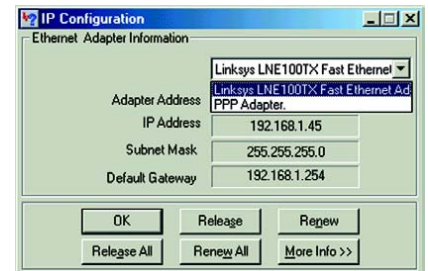 IP Configuration
Ethernet Adapter Information
Linksys LNE100TX Fast Ethernet
Linksys LNE100TX Fast Ethernet Ad
Adapter Address
PPP Adapter.
IP Address 192.168.1.45
Subnet Mask 255.255.255.0
Default Gateway 192.168.1.254
OK Release Renew
Release All Renew All More Info >>